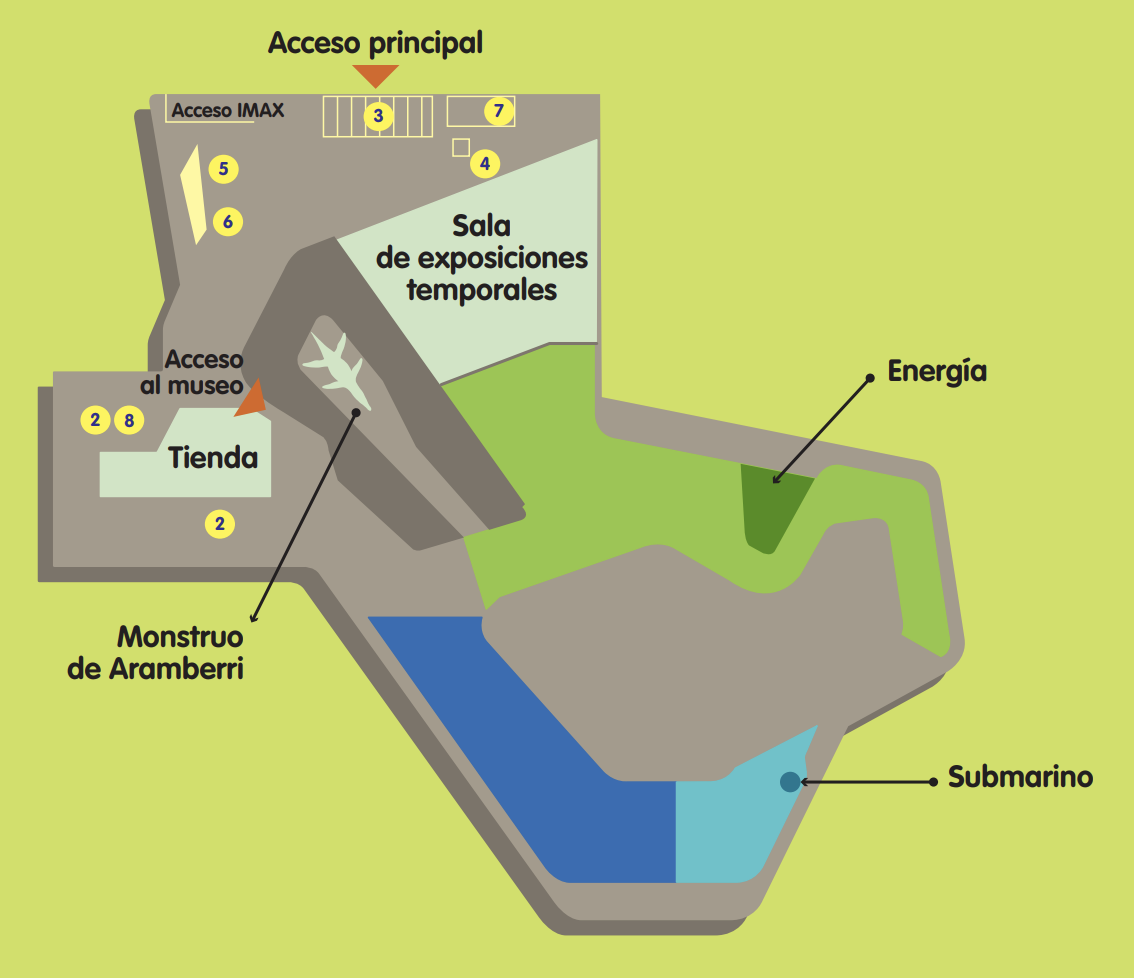 Acceso principal
Acceso IMAX
3
7
4
5
6
Sala
de exposiciones
temporales
Acceso
al museo
Energía
2
8
Tienda
2
Monstruo
de Aramberri
Submarino